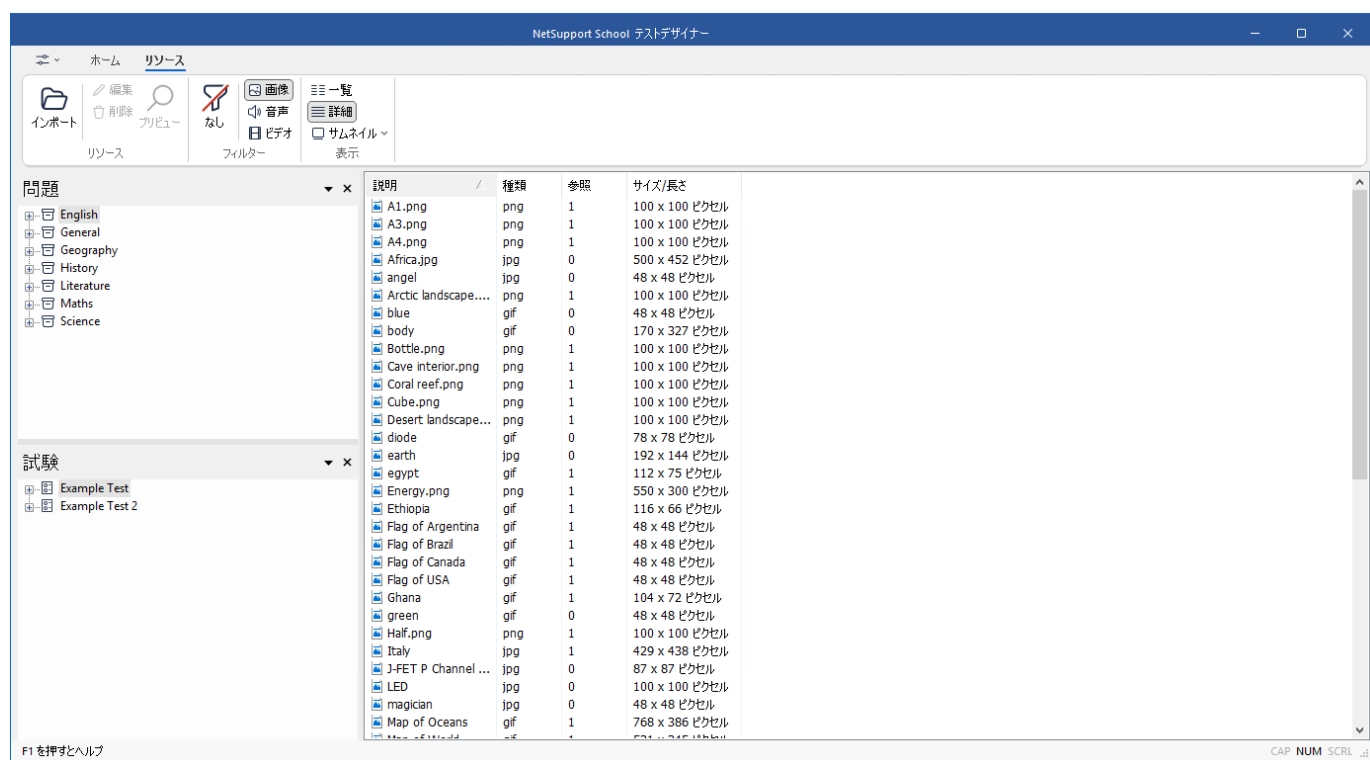 NetSupport School テストデザイナー
ホーム リソース
インポート 編集 削除 プリビュー なし 画像 音声 ビデオ 一覧 詳細 サムネイル
リソース フィルター 表示
問題
English
General
Geography
History
Literature
Maths
Science
試験
Example Test
Example Test 2
説明 種類 参照 サイズ/長さ
A1.png png 1 100 x 100 ピクセル
A3.png png 1 100 x 100 ピクセル
A4.png png 1 100 x 100 ピクセル
Africa.jpg jpg 0 500 x 452 ピクセル
angel jpg 0 48 x 48 ピクセル
Arctic landscape.... png 1 100 x 100 ピクセル
blue gif 0 48 x 48 ピクセル
body gif 0 170 x 327 ピクセル
Bottle.png png 1 100 x 100 ピクセル
Cave interior.png png 1 100 x 100 ピクセル
Coral reef.png png 1 100 x 100 ピクセル
Cube.png png 1 100 x 100 ピクセル
Desert landscape... png 1 100 x 100 ピクセル
diode gif 0 78 x 78 ピクセル
earth jpg 0 192 x 144 ピクセル
egypt gif 1 112 x 75 ピクセル
Energy.png png 1 550 x 300 ピクセル
Ethiopia gif 1 116 x 66 ピクセル
Flag of Argentina gif 1 48 x 48 ピクセル
Flag of Brazil gif 1 48 x 48 ピクセル
Flag of Canada gif 1 48 x 48 ピクセル
Flag of USA gif 1 48 x 48 ピクセル
Ghana gif 1 104 x 72 ピクセル
green gif 0 48 x 48 ピクセル
Half.png png 1 100 x 100 ピクセル
Italy jpg 1 429 x 438 ピクセル
J-FET P Channel ... jpg 0 87 x 87 ピクセル
LED jpg 0 100 x 100 ピクセル
magician jpg 0 48 x 48 ピクセル
Map of Oceans gif 1 768 x 386 ピクセル
F1 を押すとヘルプ
CAP NUM SCRL